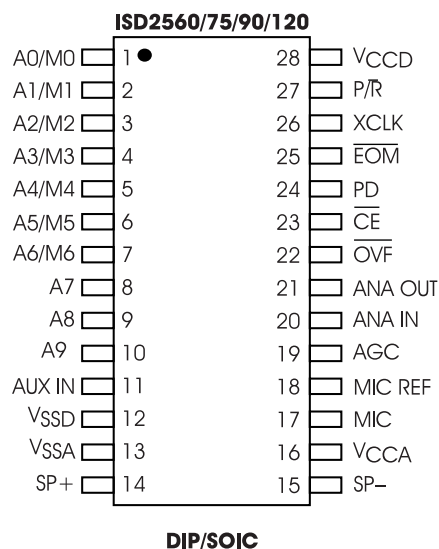 ISD2560/75/90/120
A0/M0 1 28 VCCD
A1/M1 2 27 P/R̅
A2/M2 3 26 XCLK
A3/M3 4 25 E̅O̅M̅
A4/M4 5 24 PD
A5/M5 6 23 C̅E̅
A6/M6 7 22 O̅V̅F̅
A7 8 21 ANA OUT
A8 9 20 ANA IN
A9 10 19 AGC
AUX IN 11 18 MIC REF
VSSD 12 17 MIC
VSSA 13 16 VCCA
SP+ 14 15 SP–
DIP/SOIC